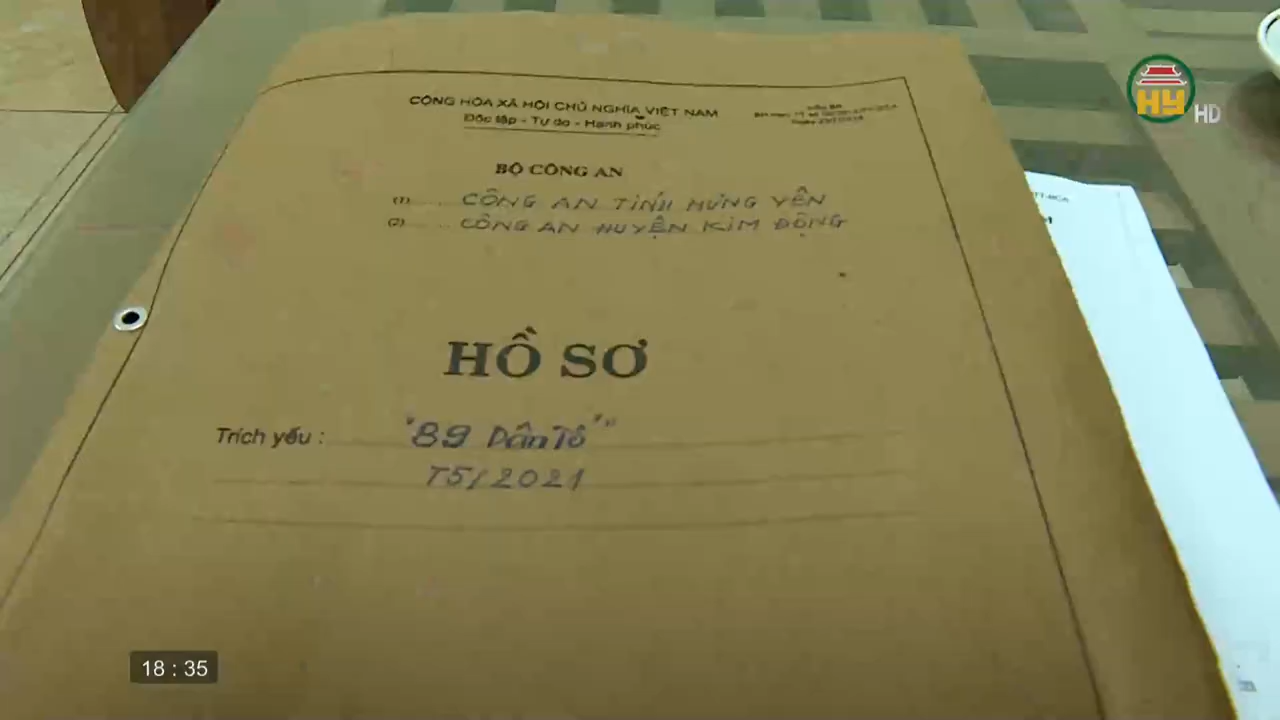 CỘNG HÒA XÃ HỘI CHỦ NGHĨA VIỆT NAM
Độc lập - Tự do - Hạnh phúc
HY HD
BỘ CÔNG AN
(1) CÔNG AN TỈNH HƯNG YÊN
(2) CÔNG AN HUYỆN KIM ĐỘNG
HỒ SƠ
Trích yếu : "89 Dân Tô"
T5/2021
18 : 35